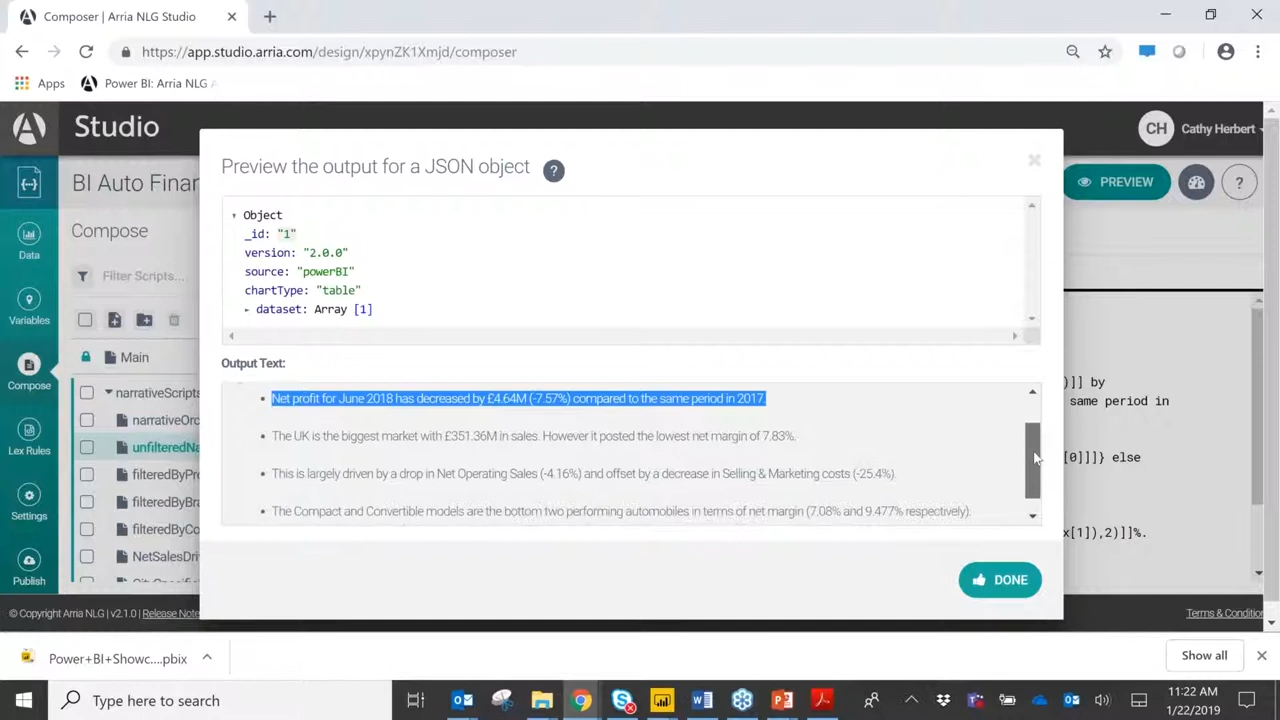 Composer | Arria NLG Studio
https://app.studio.arria.com/design/xpynZK1Xmjd/composer
Apps
Power BI: Arria NLG
Studio
CH
Cathy Herbert
Data
Variables
Compose
Lex Rules
Settings
Publish
BI Auto Finan
Compose
Filter Scripts...
Main
narrativeScripts
narrativeOr
unfilteredNa
filteredByPr
filteredByBra
filteredByCo
NetSalesDri
Preview the output for a JSON object
?
Object
_id: "1"
version: "2.0.0"
source: "powerBI"
chartType: "table"
dataset: Array [1]
Output Text:
• Net profit for June 2018 has decreased by £4.64M (-7.57%) compared to the same period in 2017.
• The UK is the biggest market with £351.36M in sales. However it posted the lowest net margin of 7.83%.
• This is largely driven by a drop in Net Operating Sales (-4.16%) and offset by a decrease in Selling & Marketing costs (-25.4%).
• The Compact and Convertible models are the bottom two performing automobiles in terms of net margin (7.08% and 9.477% respectively).
DONE
PREVIEW
?
]] by
same period in
[0]]]} else
x[1]),2)]]%.
© Copyright Arria NLG | v2.1.0 | Release Note
Terms & Conditio
Power+BI+Showc....pbix
Show all
Type here to search
11:22 AM
1/22/2019